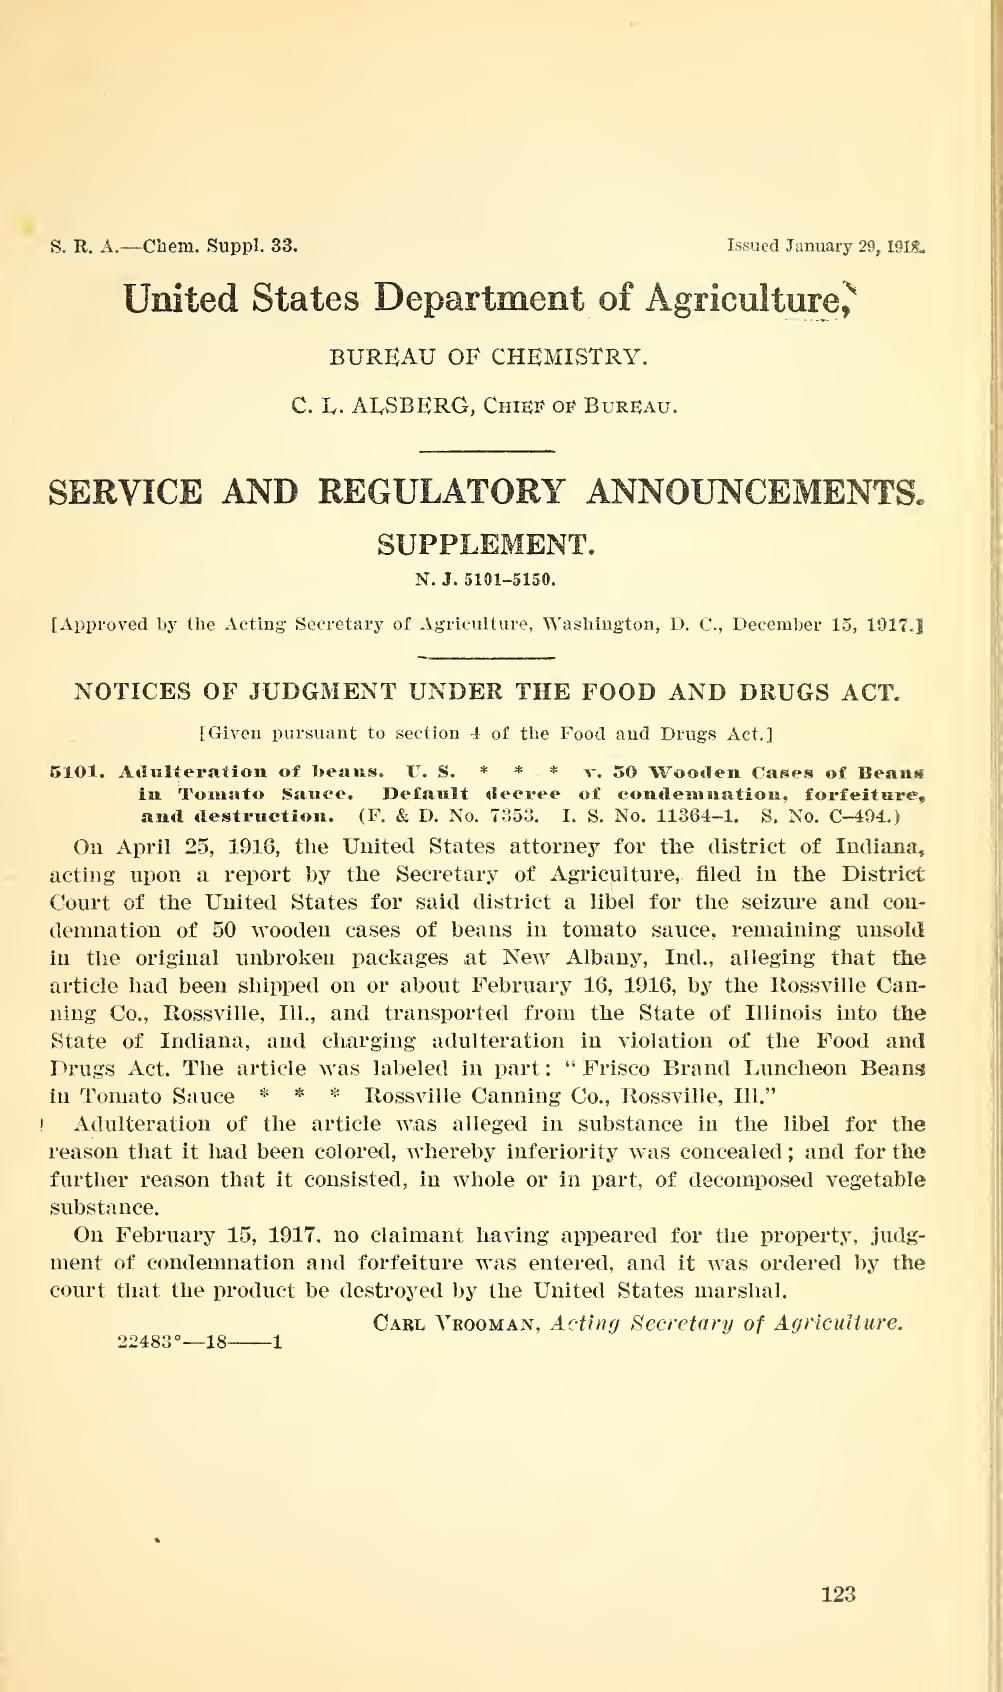 S. R. A.—Chem. Suppl. 33.
Issued January 29, 1918.
United States Department of Agriculture,
BUREAU OF CHEMISTRY.
C. L. ALSBERG, CHIEF OF BUREAU.
SERVICE AND REGULATORY ANNOUNCEMENTS.
SUPPLEMENT.
N. J. 5101–5150.
[Approved by the Acting Secretary of Agriculture, Washington, D. C., December 15, 1917.]
NOTICES OF JUDGMENT UNDER THE FOOD AND DRUGS ACT.
[Given pursuant to section 4 of the Food and Drugs Act.]
5101. Adulteration of beans. U. S. * * * v. 50 Wooden Cases of Beans
in Tomato Sauce. Default decree of condemnation, forfeiture,
and destruction. (F. & D. No. 7353. I. S. No. 11364–1. S. No. C–494.)
On April 25, 1916, the United States attorney for the district of Indiana,
acting upon a report by the Secretary of Agriculture, filed in the District
Court of the United States for said district a libel for the seizure and con-
demnation of 50 wooden cases of beans in tomato sauce, remaining unsold
in the original unbroken packages at New Albany, Ind., alleging that the
article had been shipped on or about February 16, 1916, by the Rossville Can-
ning Co., Rossville, Ill., and transported from the State of Illinois into the
State of Indiana, and charging adulteration in violation of the Food and
Drugs Act. The article was labeled in part: “Frisco Brand Luncheon Beans
in Tomato Sauce * * * Rossville Canning Co., Rossville, Ill.”
Adulteration of the article was alleged in substance in the libel for the
reason that it had been colored, whereby inferiority was concealed; and for the
further reason that it consisted, in whole or in part, of decomposed vegetable
substance.
On February 15, 1917, no claimant having appeared for the property, judg-
ment of condemnation and forfeiture was entered, and it was ordered by the
court that the product be destroyed by the United States marshal.
CARL VROOMAN, Acting Secretary of Agriculture.
22483°—18——1
123